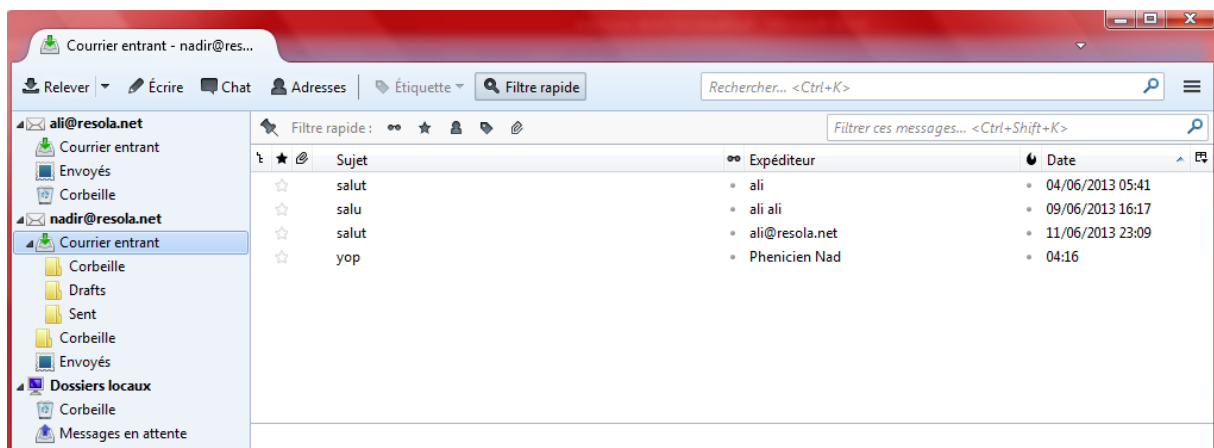 Courrier entrant - nadir@res...
Relever Écrire Chat Adresses Étiquette Filtre rapide Rechercher... <Ctrl+K>
ali@resola.net
Courrier entrant
Envoyés
Corbeille
nadir@resola.net
Courrier entrant
Corbeille
Drafts
Sent
Corbeille
Envoyés
Dossiers locaux
Corbeille
Messages en attente
Filtre rapide : Filtrer ces messages... <Ctrl+Shift+K>
Sujet Expéditeur Date
salut ali 04/06/2013 05:41
salu ali ali 09/06/2013 16:17
salut ali@resola.net 11/06/2013 23:09
yop Phenicien Nad 04:16